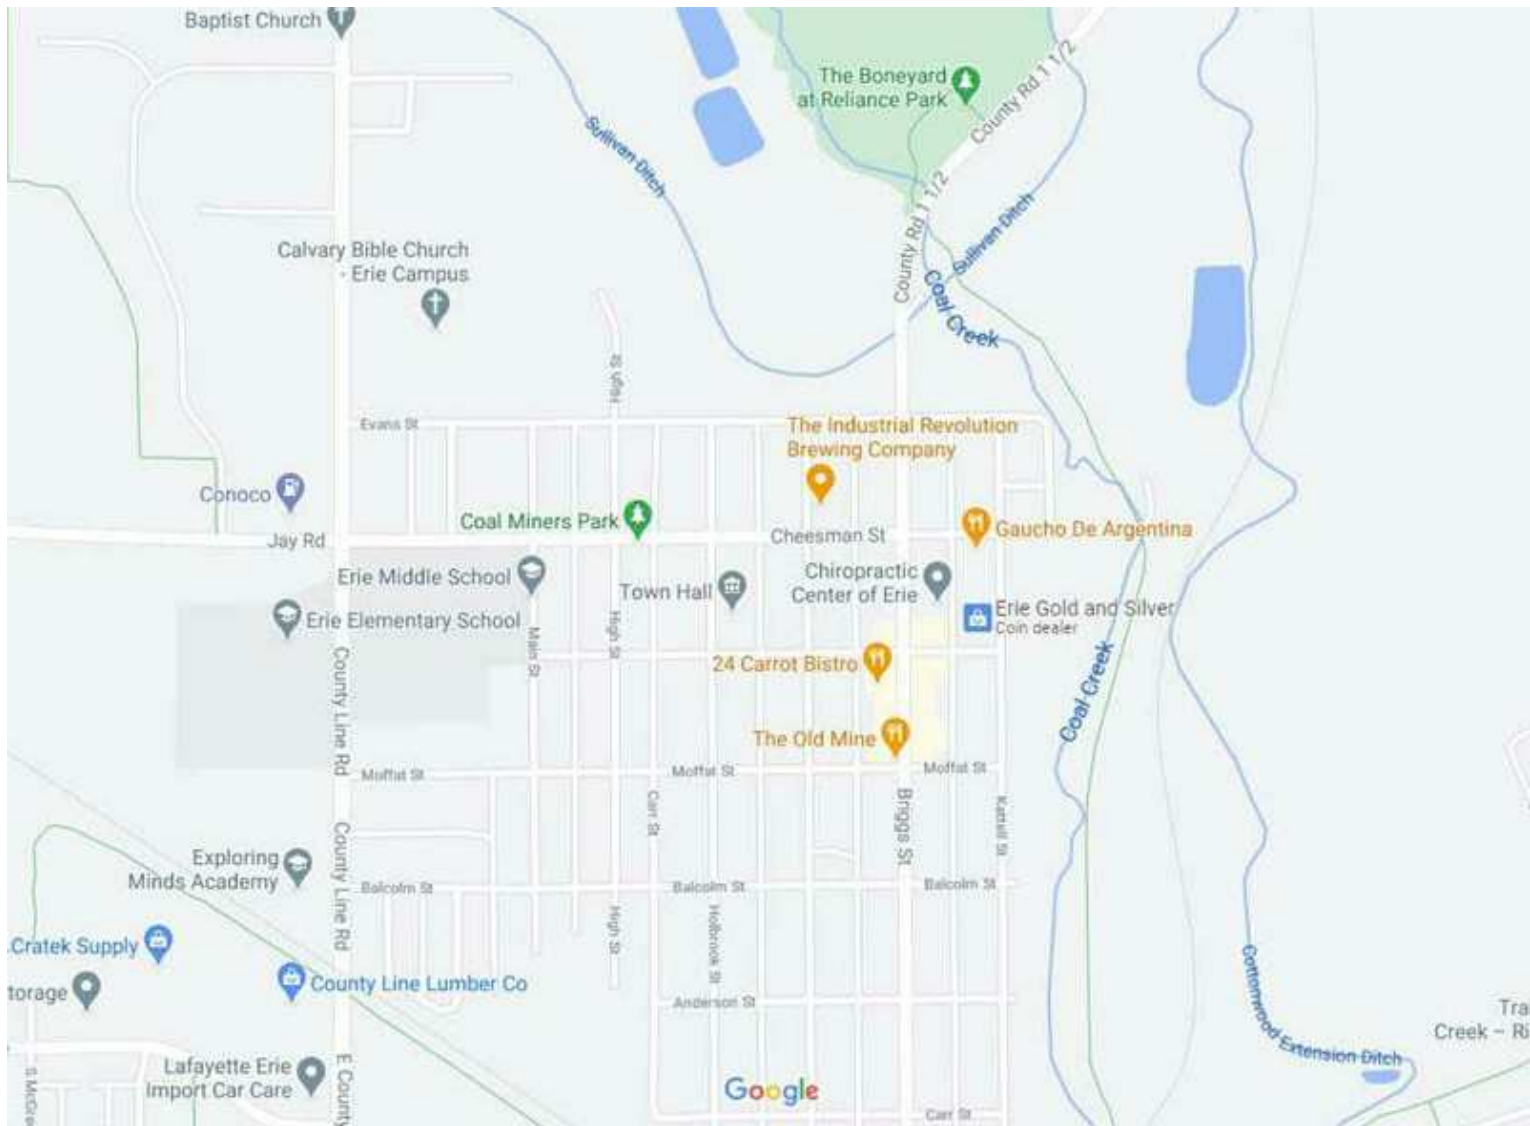 Baptist Church
The Boneyard
at Reliance Park
County Rd 1 1/2
Sullivan Ditch
County Rd 1 1/2
Sullivan Ditch
Calvary Bible Church
- Erie Campus
Coal Creek
High St
Evans St
The Industrial Revolution
Brewing Company
Conoco
Coal Miners Park
Jay Rd
Cheesman St
Gaucho De Argentina
Erie Middle School
Town Hall
Chiropractic
Center of Erie
Erie Elementary School
Erie Gold and Silver
Coin dealer
Main St
High St
24 Carrot Bistro
Coal Creek
County Line Rd
The Old Mine
Moffat St
Moffat St
Moffat St
Carr St
Briggs St
Kattell St
Exploring
Minds Academy
County Line Rd
Balcolm St
Balcolm St
Balcolm St
Cratek Supply
High St
Holbrook St
County Line Lumber Co
torage
Anderson St
Cottonwood Extension Ditch
Tra
Creek – Ri
Lafayette Erie
Import Car Care
E County
S McGre
Google
Carr St